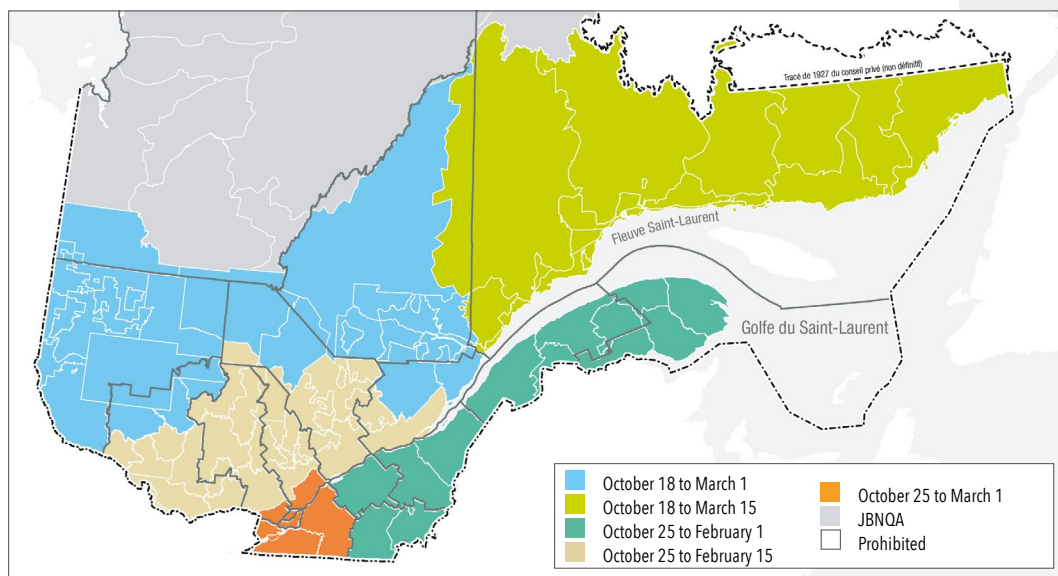 Tracé de 1927 du conseil privé (non définitif)
Fleuve Saint-Laurent
Golfe du Saint-Laurent
October 18 to March 1
October 18 to March 15
October 25 to February 1
October 25 to February 15
October 25 to March 1
JBNQA
Prohibited